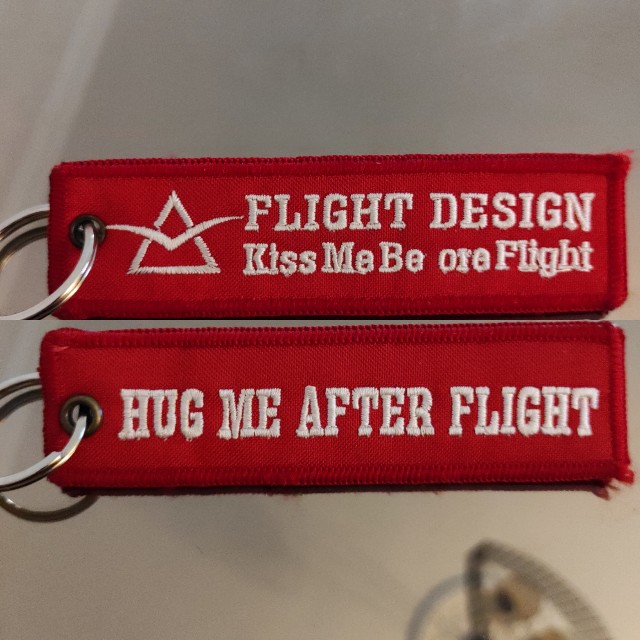 FLIGHT DESIGN
Kiss Me Be ore Flight
HUG ME AFTER FLIGHT